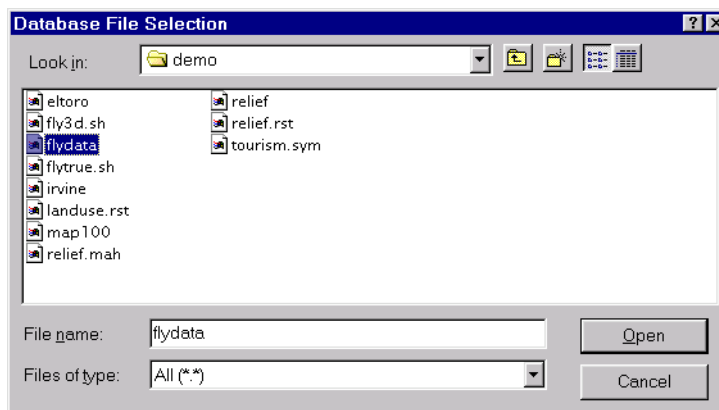 Database File Selection
Look in: demo
eltoro
fly3d.sh
flydata
flytrue.sh
irvine
landuse.rst
map100
relief.mah
relief
relief.rst
tourism.sym
File name: flydata Open
Files of type: All (*.*) Cancel